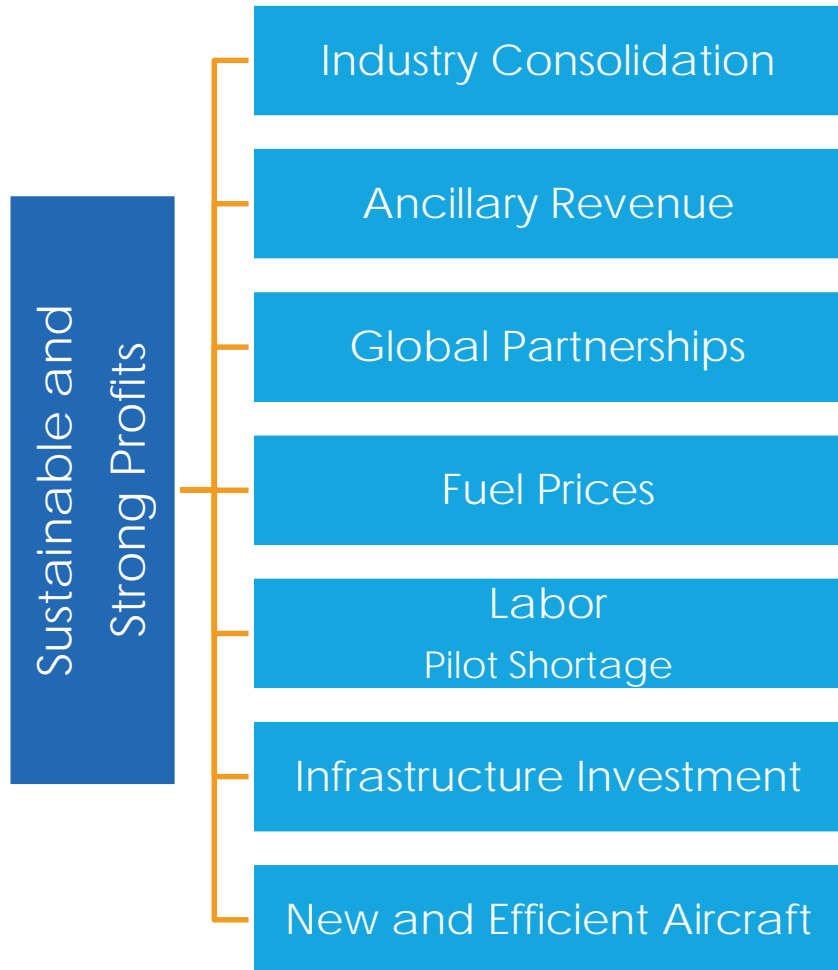 Sustainable and
Strong Profits
Industry Consolidation
Ancillary Revenue
Global Partnerships
Fuel Prices
Labor
Pilot Shortage
Infrastructure Investment
New and Efficient Aircraft